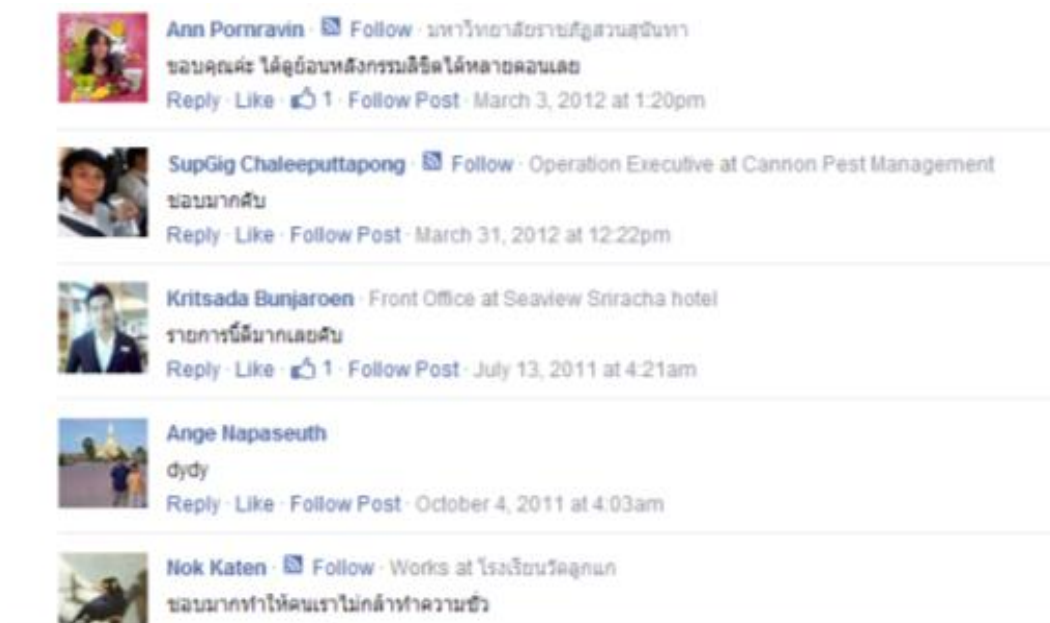 Ann Pornravin · Follow · มหาวิทยาลัยราชภัฏสวนสุนันทา
ขอบคุณค่ะ ได้ดูย้อนหลังกรรมลิขิตได้หลายตอนเลย
Reply · Like · 1 · Follow Post · March 3, 2012 at 1:20pm
SupGig Chaleeputtapong · Follow · Operation Executive at Cannon Pest Management
ชอบมากคับ
Reply · Like · Follow Post · March 31, 2012 at 12:22pm
Kritsada Bunjaroen · Front Office at Seaview Sriracha hotel
รายการนี้ดีมากเลยคับ
Reply · Like · 1 · Follow Post · July 13, 2011 at 4:21am
Ange Napaseuth
dydy
Reply · Like · Follow Post · October 4, 2011 at 4:03am
Nok Katen · Follow · Works at โรงเรียนวัดลูกแก
ชอบมากทำให้คนเราไม่กล้าทำความชั่ว